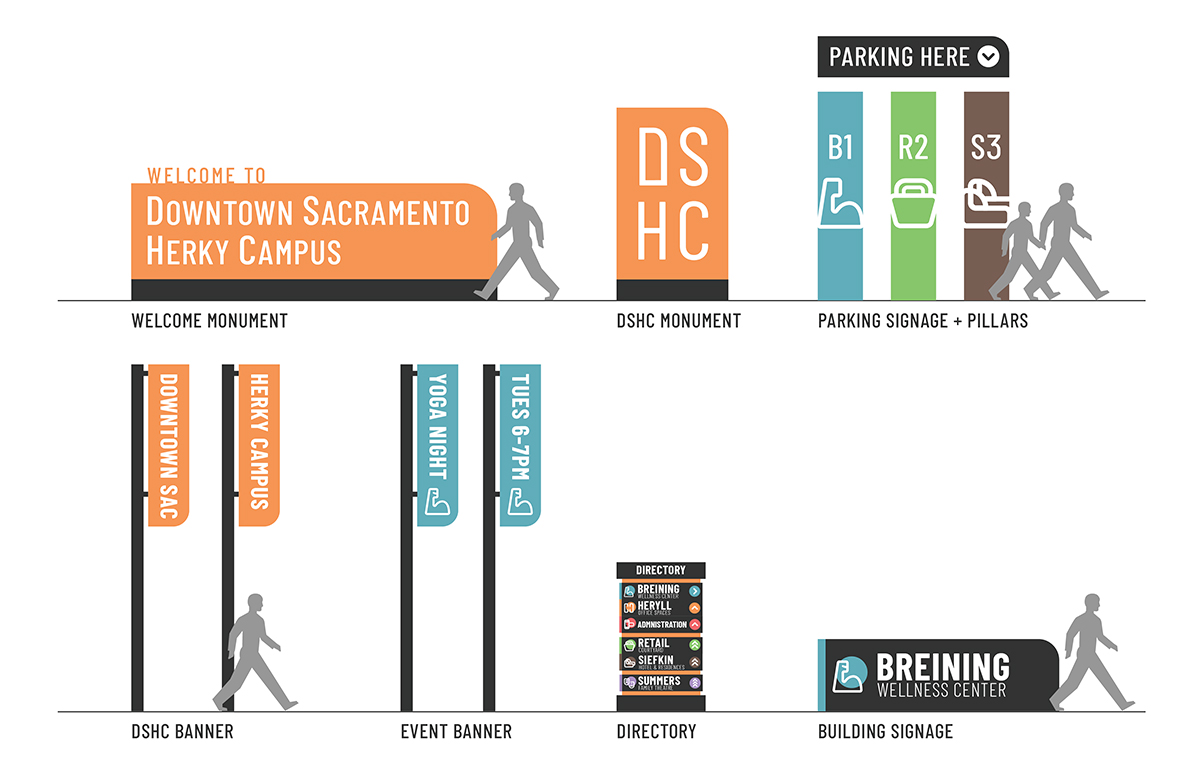 WELCOME TO
DOWNTOWN SACRAMENTO
HERKY CAMPUS
WELCOME MONUMENT
DS
HC
DSHC MONUMENT
PARKING HERE
B1
R2
S3
PARKING SIGNAGE + PILLARS
DOWNTOWN SAC
HERKY CAMPUS
DSHC BANNER
YOGA NIGHT
TUES 6-7PM
EVENT BANNER
DIRECTORY
BREINING
WELLNESS CENTER
HERYLL
OFFICE SPACES
ADMNISTRATION
RETAIL
COURTYARD
SIEFKIN
HOTEL & RESIDENCES
SUMMERS
FAMILY THEATRE
DIRECTORY
BREINING
WELLNESS CENTER
BUILDING SIGNAGE